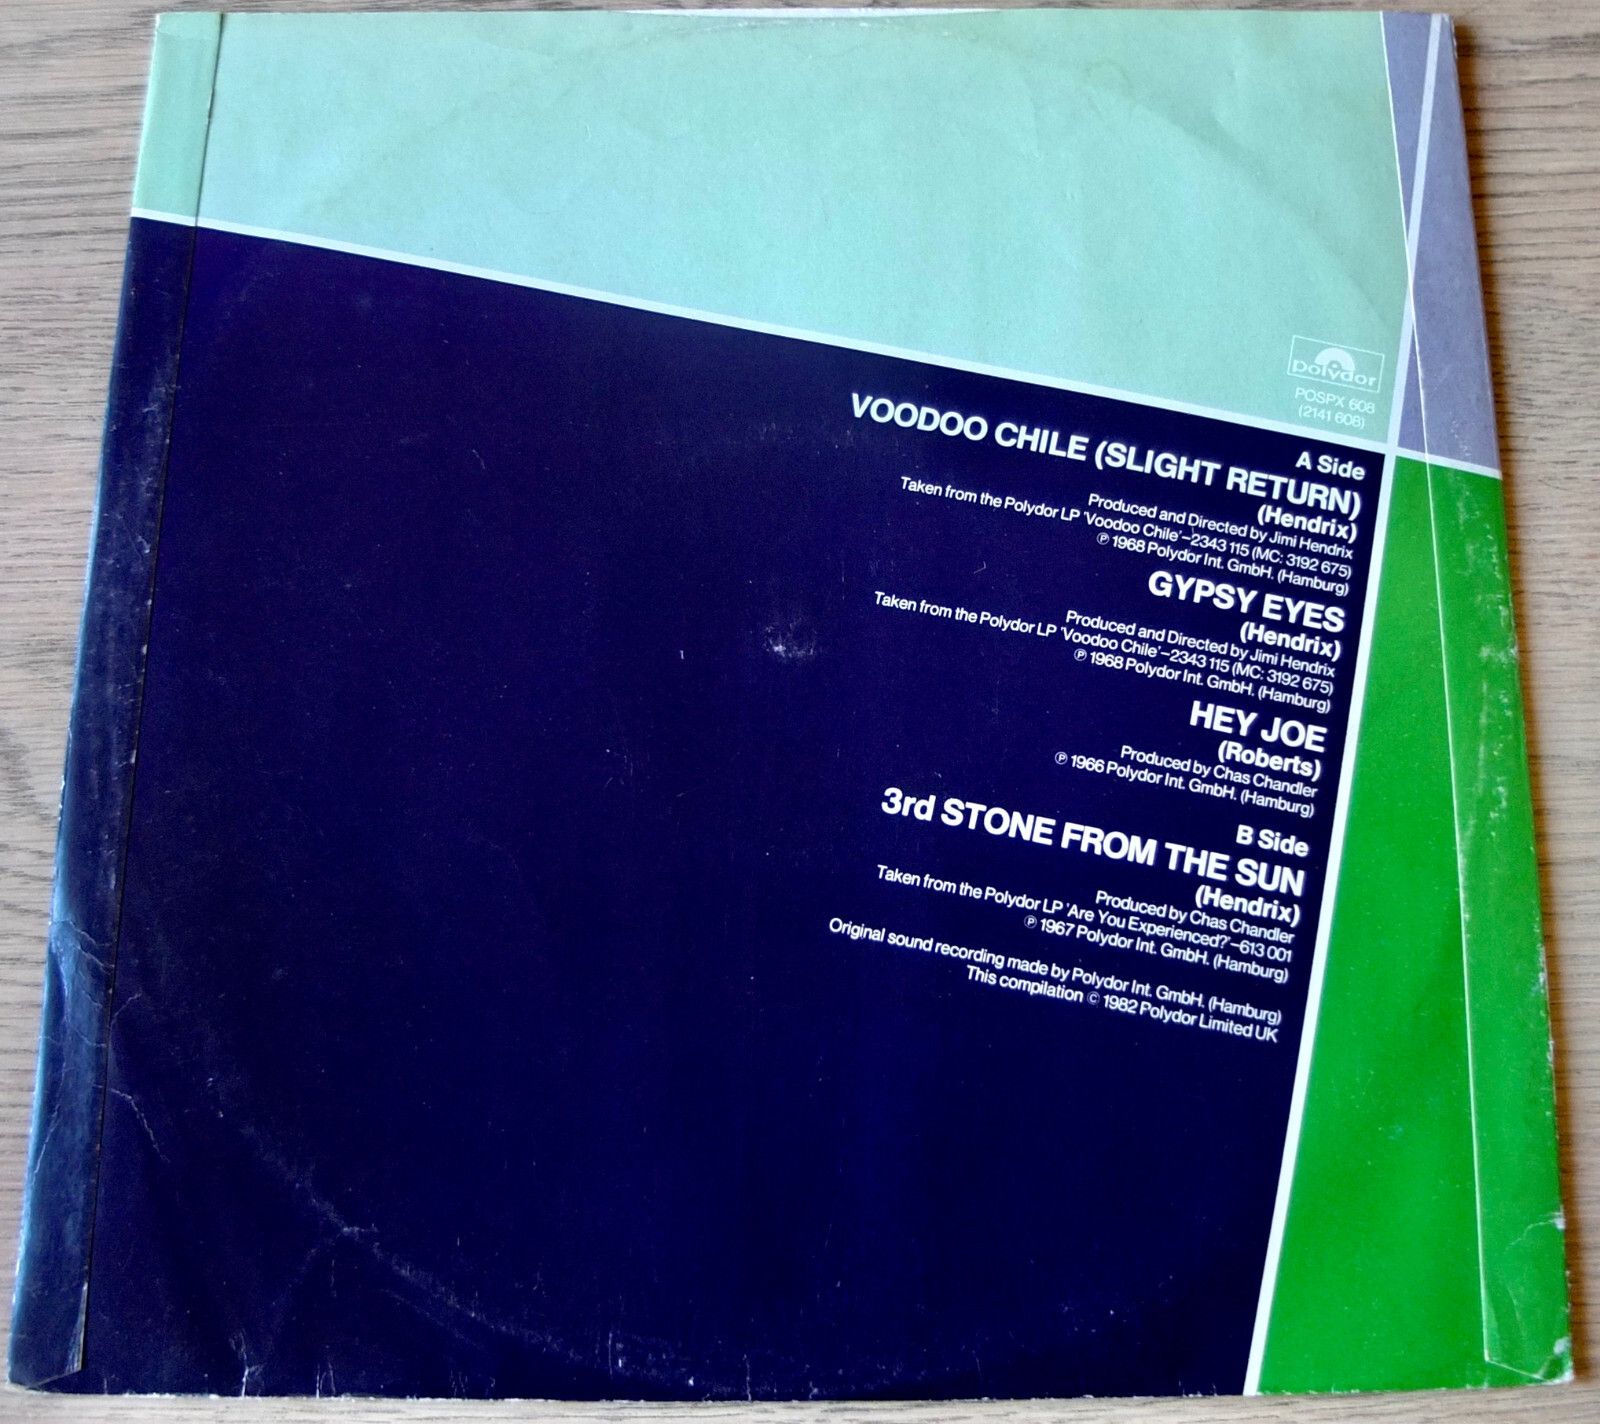 polydor
POSPX 608
(2141 608)
A Side
VOODOO CHILE (SLIGHT RETURN)
(Hendrix)
Produced and Directed by Jimi Hendrix
Taken from the Polydor LP 'Voodoo Chile'–2343 115 (MC: 3192 675)
℗ 1968 Polydor Int. GmbH. (Hamburg)
GYPSY EYES
(Hendrix)
Produced and Directed by Jimi Hendrix
Taken from the Polydor LP 'Voodoo Chile'–2343 115 (MC: 3192 675)
℗ 1968 Polydor Int. GmbH. (Hamburg)
HEY JOE
(Roberts)
Produced by Chas Chandler
℗ 1966 Polydor Int. GmbH. (Hamburg)
B Side
3rd STONE FROM THE SUN
(Hendrix)
Produced by Chas Chandler
Taken from the Polydor LP 'Are You Experienced?'–613 001
℗ 1967 Polydor Int. GmbH. (Hamburg)
Original sound recording made by Polydor Int. GmbH. (Hamburg)
This compilation © 1982 Polydor Limited UK